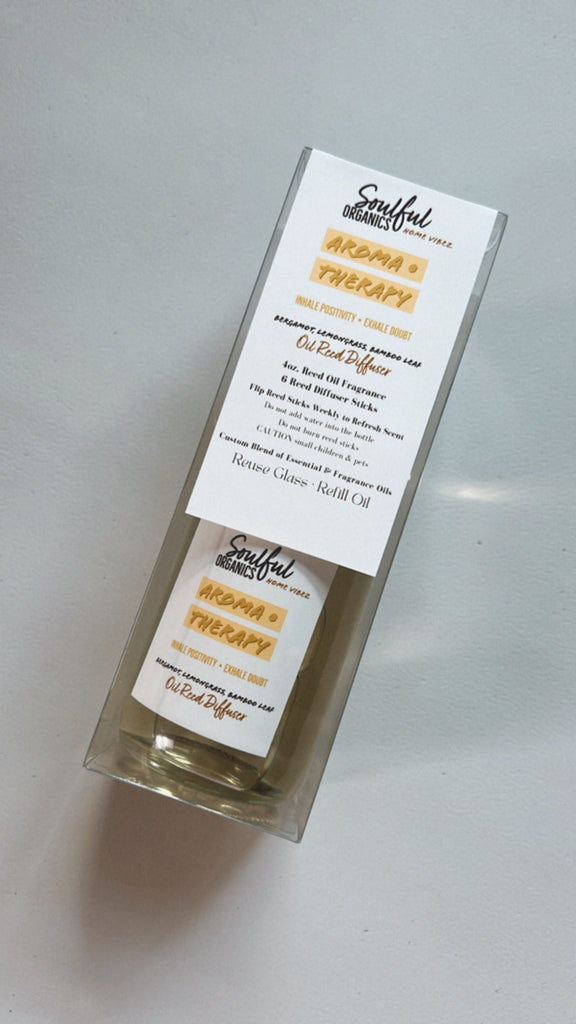 Soulful
ORGANICS HOME VIBEZ
AROMA •
THERAPY
INHALE POSITIVITY • EXHALE DOUBT
BERGAMOT, LEMONGRASS, BAMBOO LEAF
Oil Reed Diffuser
4oz. Reed Oil Fragrance
6 Reed Diffuser Sticks
Flip Reed Sticks Weekly to Refresh Scent
Do not add water into the bottle
Do not burn reed sticks
CAUTION small children & pets
Custom Blend of Essential & Fragrance Oils
Reuse Glass · Refill Oil
Soulful
ORGANICS HOME VIBEZ
AROMA •
THERAPY
INHALE POSITIVITY • EXHALE DOUBT
BERGAMOT, LEMONGRASS, BAMBOO LEAF
Oil Reed Diffuser